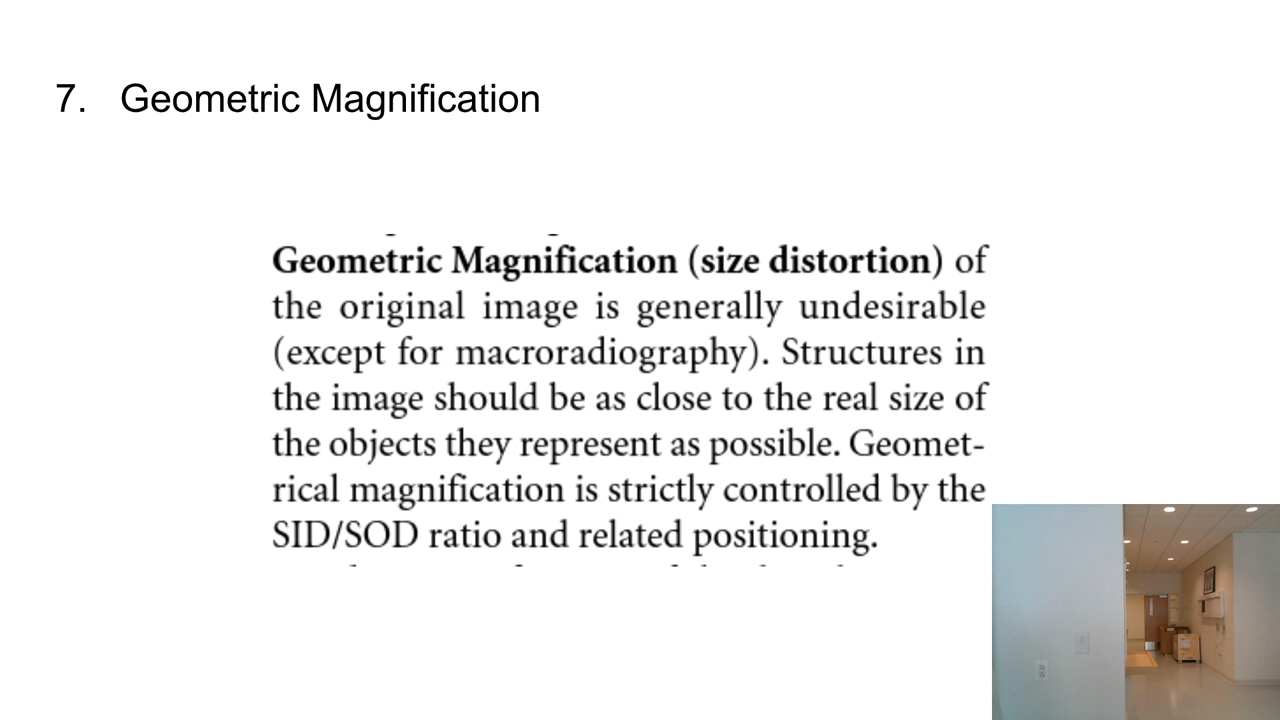 7. Geometric Magnification
Geometric Magnification (size distortion) of
the original image is generally undesirable
(except for macroradiography). Structures in
the image should be as close to the real size of
the objects they represent as possible. Geomet-
rical magnification is strictly controlled by the
SID/SOD ratio and related positioning.